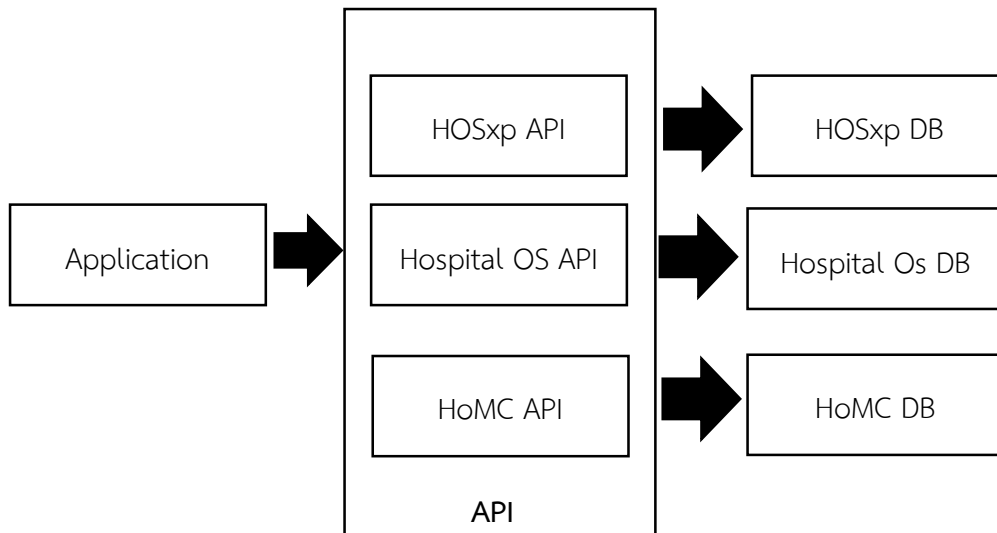 HOSxp API
HOSxp DB
Application
Hospital OS API
Hospital Os DB
HoMC API
HoMC DB
API